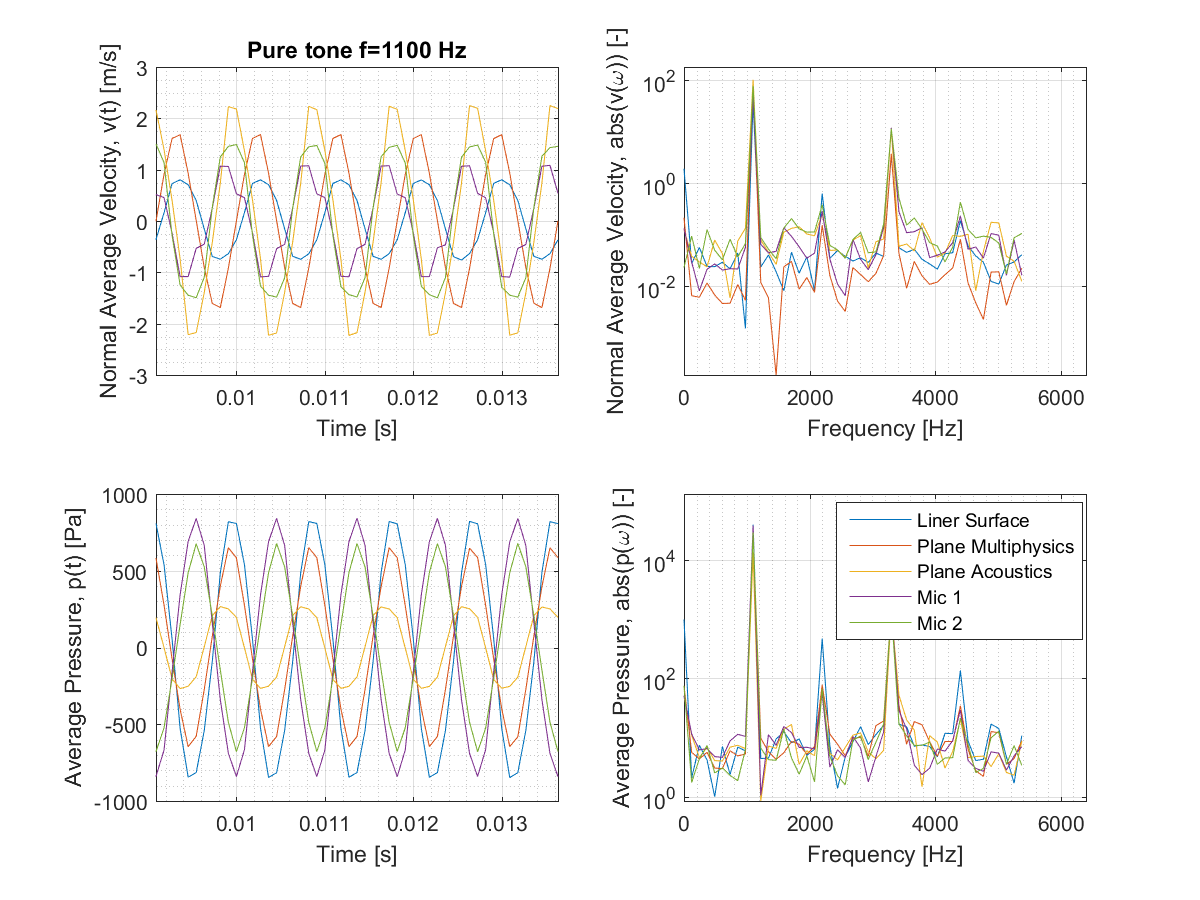 Pure tone f=1100 Hz
Normal Average Velocity, v(t) [m/s]
3
2
1
0
-1
-2
-3
0.01
0.011
0.012
0.013
Time [s]
Normal Average Velocity, abs(v(ω)) [-]
10^2
10^0
10^-2
0
2000
4000
6000
Frequency [Hz]
Average Pressure, p(t) [Pa]
1000
500
0
-500
-1000
0.01
0.011
0.012
0.013
Time [s]
Average Pressure, abs(p(ω)) [-]
10^4
10^2
10^0
0
2000
4000
6000
Frequency [Hz]
Liner Surface
Plane Multiphysics
Plane Acoustics
Mic 1
Mic 2